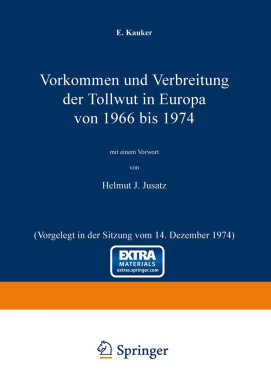 E. Kauker
Vorkommen und Verbreitung
der Tollwut in Europa
von 1966 bis 1974
mit einem Vorwort
von
Helmut J. Jusatz
(Vorgelegt in der Sitzung vom 14. Dezember 1974)
EXTRA
MATERIALS
extras.springer.com
Springer